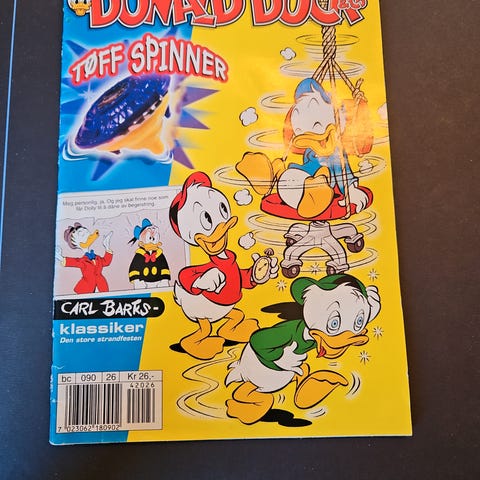 DONALD DUCK
TØFF SPINNER
Meg personlig, ja. Og jeg skal finne noe som
får Dolly til å dåne av begeistring.
CARL BARKS-
klassiker
Den store strandfesten
bc 090 26 Kr 26,-
42026
7 023062 180902